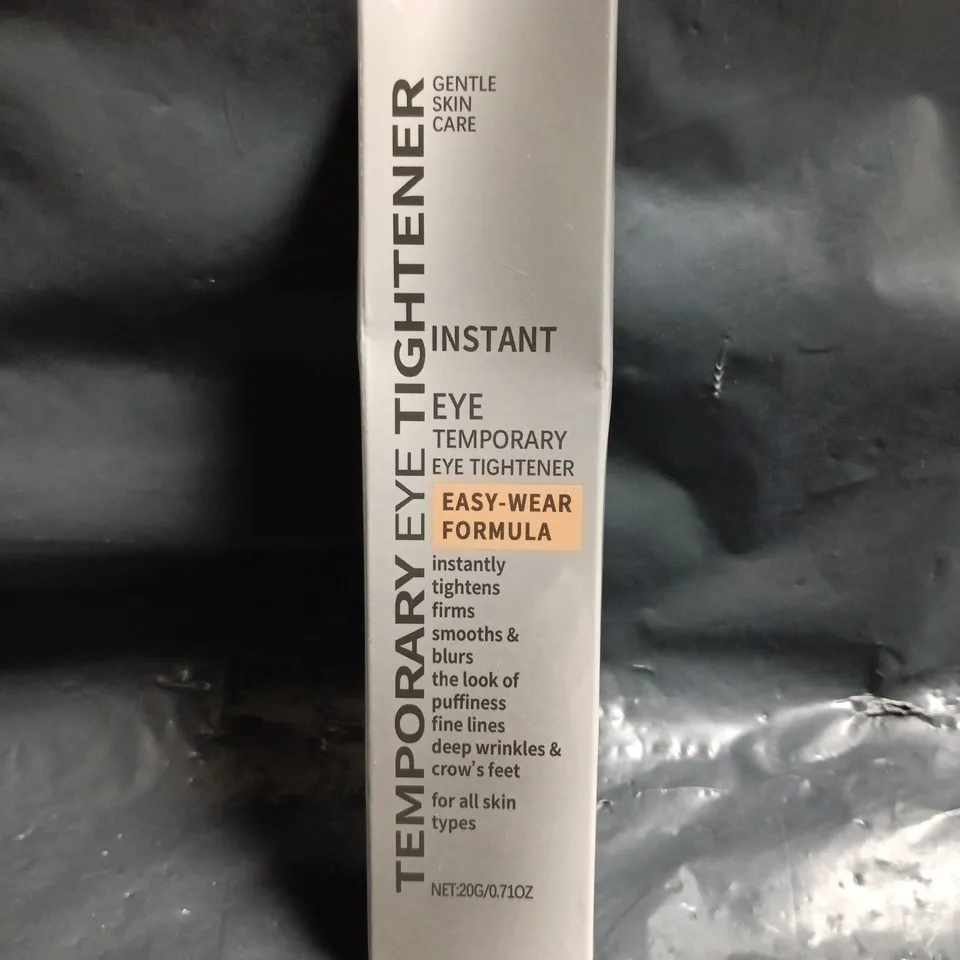 TEMPORARY EYE TIGHTENER
GENTLE
SKIN
CARE
INSTANT
EYE
TEMPORARY
EYE TIGHTENER
EASY-WEAR
FORMULA
instantly
tightens
firms
smooths &
blurs
the look of
puffiness
fine lines
deep wrinkles &
crow's feet
for all skin
types
NET:20G/0.71OZ